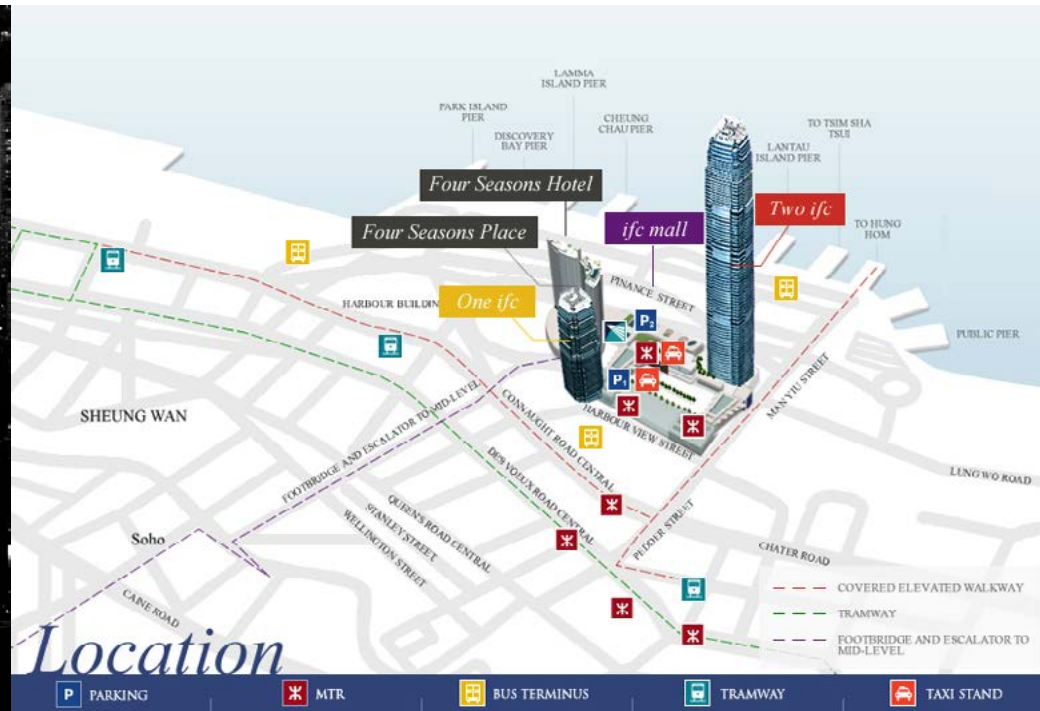 LAMMA
ISLAND PIER
PARK ISLAND
PIER
DISCOVERY
BAY PIER
CHEUNG
CHAU PIER
TO TSIM SHA
TSUI
LANTAU
ISLAND PIER
Four Seasons Hotel
Four Seasons Place
ifc mall
Two ifc
TO HUNG
HOM
One ifc
HARBOUR BUILDIN
FINANCE STREET
P2
P1
PUBLIC PIER
MAN YIU STREET
HARBOUR VIEW STREET
SHEUNG WAN
FOOTBRIDGE AND ESCALATOR TO MID-LEVEL
CONNAUGHT ROAD CENTRAL
DES VOEUX ROAD CENTRAL
LUNG WO ROAD
QUEEN'S ROAD CENTRAL
STANLEY STREET
WELLINGTON STREET
PEDDER STREET
CHATER ROAD
Soho
CAINE ROAD
COVERED ELEVATED WALKWAY
TRAMWAY
FOOTBRIDGE AND ESCALATOR TO
MID-LEVEL
Location
P PARKING
MTR
BUS TERMINUS
TRAMWAY
TAXI STAND